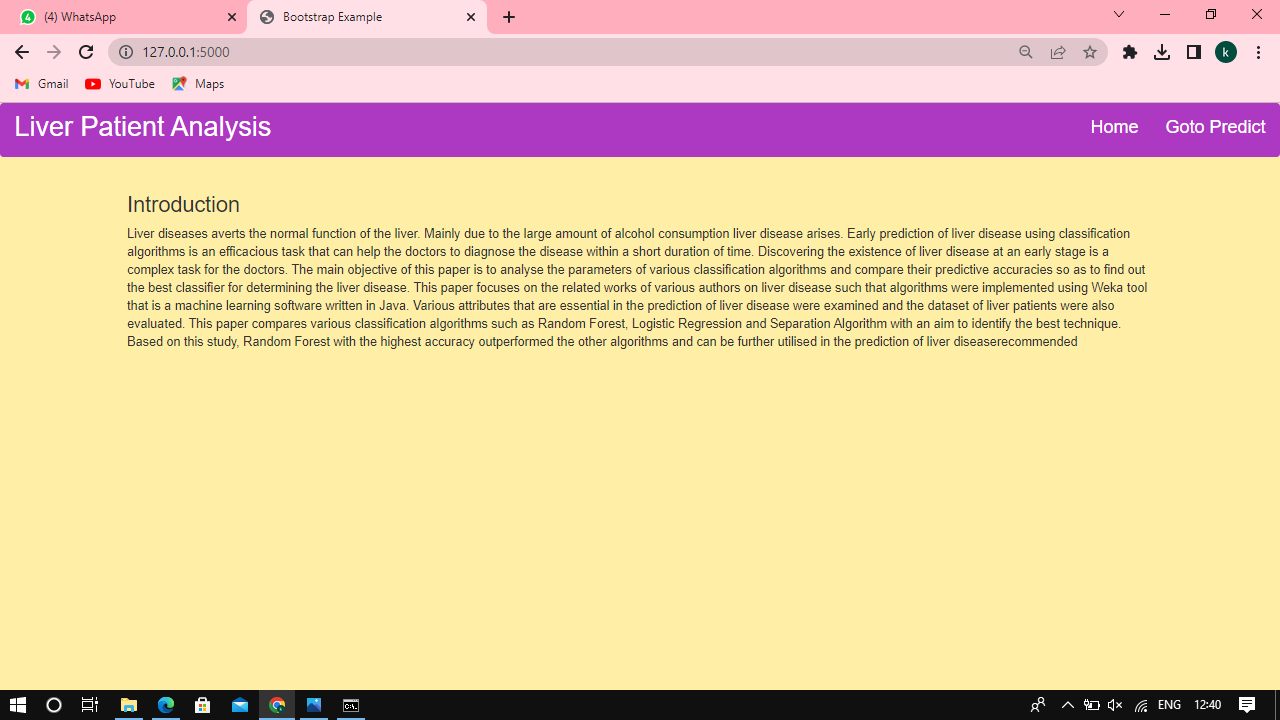 4
(4) WhatsApp
Bootstrap Example
127.0.0.1:5000
k
Gmail
YouTube
Maps
Liver Patient Analysis
Home
Goto Predict
Introduction
Liver diseases averts the normal function of the liver. Mainly due to the large amount of alcohol consumption liver disease arises. Early prediction of liver disease using classification
algorithms is an efficacious task that can help the doctors to diagnose the disease within a short duration of time. Discovering the existence of liver disease at an early stage is a
complex task for the doctors. The main objective of this paper is to analyse the parameters of various classification algorithms and compare their predictive accuracies so as to find out
the best classifier for determining the liver disease. This paper focuses on the related works of various authors on liver disease such that algorithms were implemented using Weka tool
that is a machine learning software written in Java. Various attributes that are essential in the prediction of liver disease were examined and the dataset of liver patients were also
evaluated. This paper compares various classification algorithms such as Random Forest, Logistic Regression and Separation Algorithm with an aim to identify the best technique.
Based on this study, Random Forest with the highest accuracy outperformed the other algorithms and can be further utilised in the prediction of liver diseaserecommended
C:\.
ENG
12:40